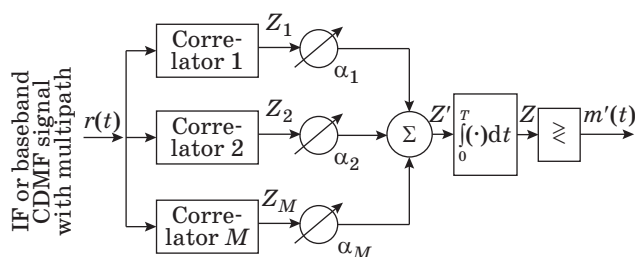 IF or baseband
CDMF signal
with multipath
r(t)
Corre-
lator 1
Z1
α1
Corre-
lator 2
Z2
α2
Corre-
lator M
ZM
αM
Σ
Z′
∫0T(·)dt
Z
≷
m′(t)